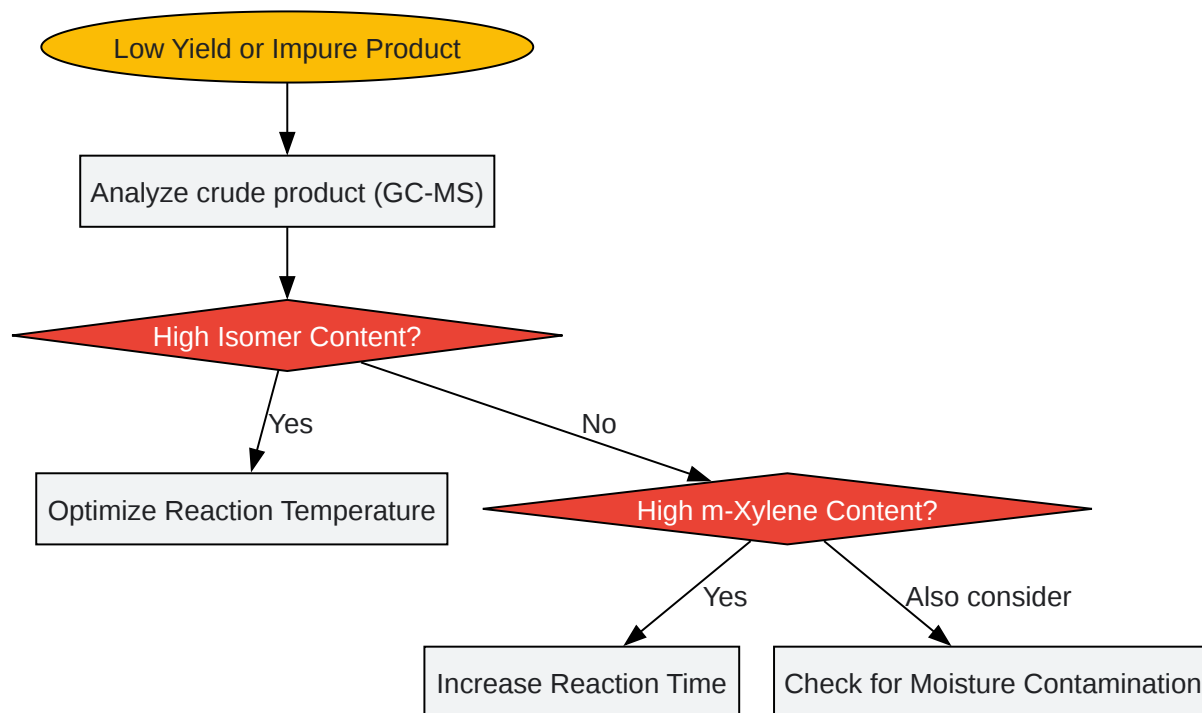 Low Yield or Impure Product
Analyze crude product (GC-MS)
High Isomer Content?
Yes
No
Optimize Reaction Temperature
High m-Xylene Content?
Yes
Also consider
Increase Reaction Time
Check for Moisture Contamination